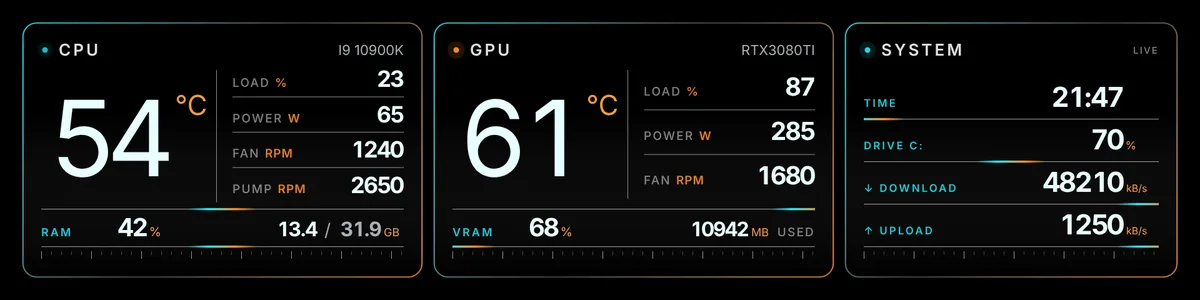 CPU I9 10900K
54 °C
LOAD % 23
POWER W 65
FAN RPM 1240
PUMP RPM 2650
RAM 42 % 13.4 / 31.9 GB
GPU RTX3080TI
61 °C
LOAD % 87
POWER W 285
FAN RPM 1680
VRAM 68 % 10942 MB USED
SYSTEM LIVE
TIME 21:47
DRIVE C: 70 %
↓ DOWNLOAD 48210 kB/s
↑ UPLOAD 1250 kB/s